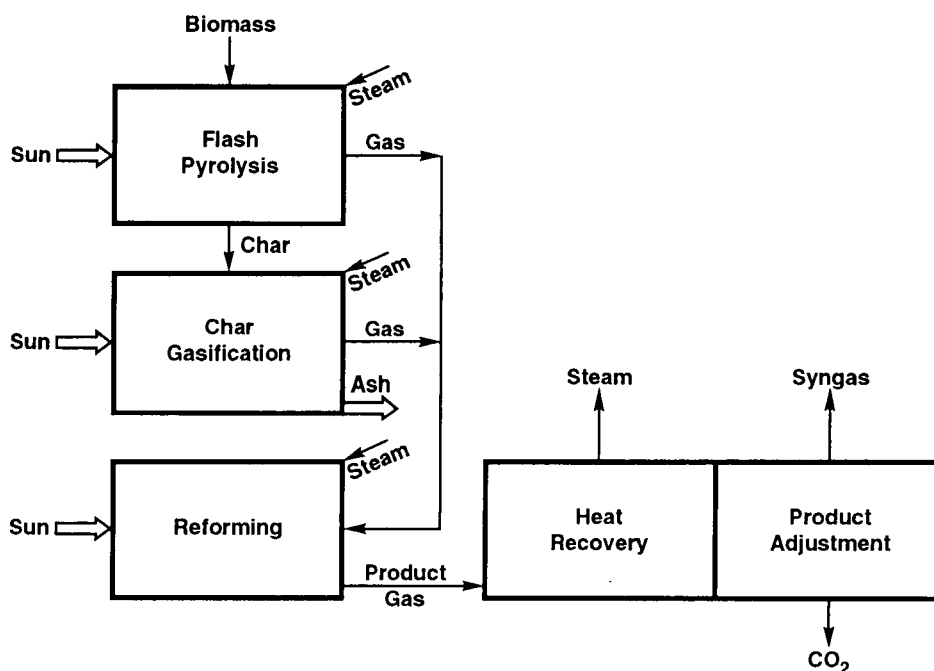 Biomass
Steam
Sun
Flash
Pyrolysis
Gas
Char
Steam
Sun
Char
Gasification
Gas
Ash
Steam
Sun
Reforming
Product
Gas
Steam
Syngas
Heat
Recovery
Product
Adjustment
CO₂